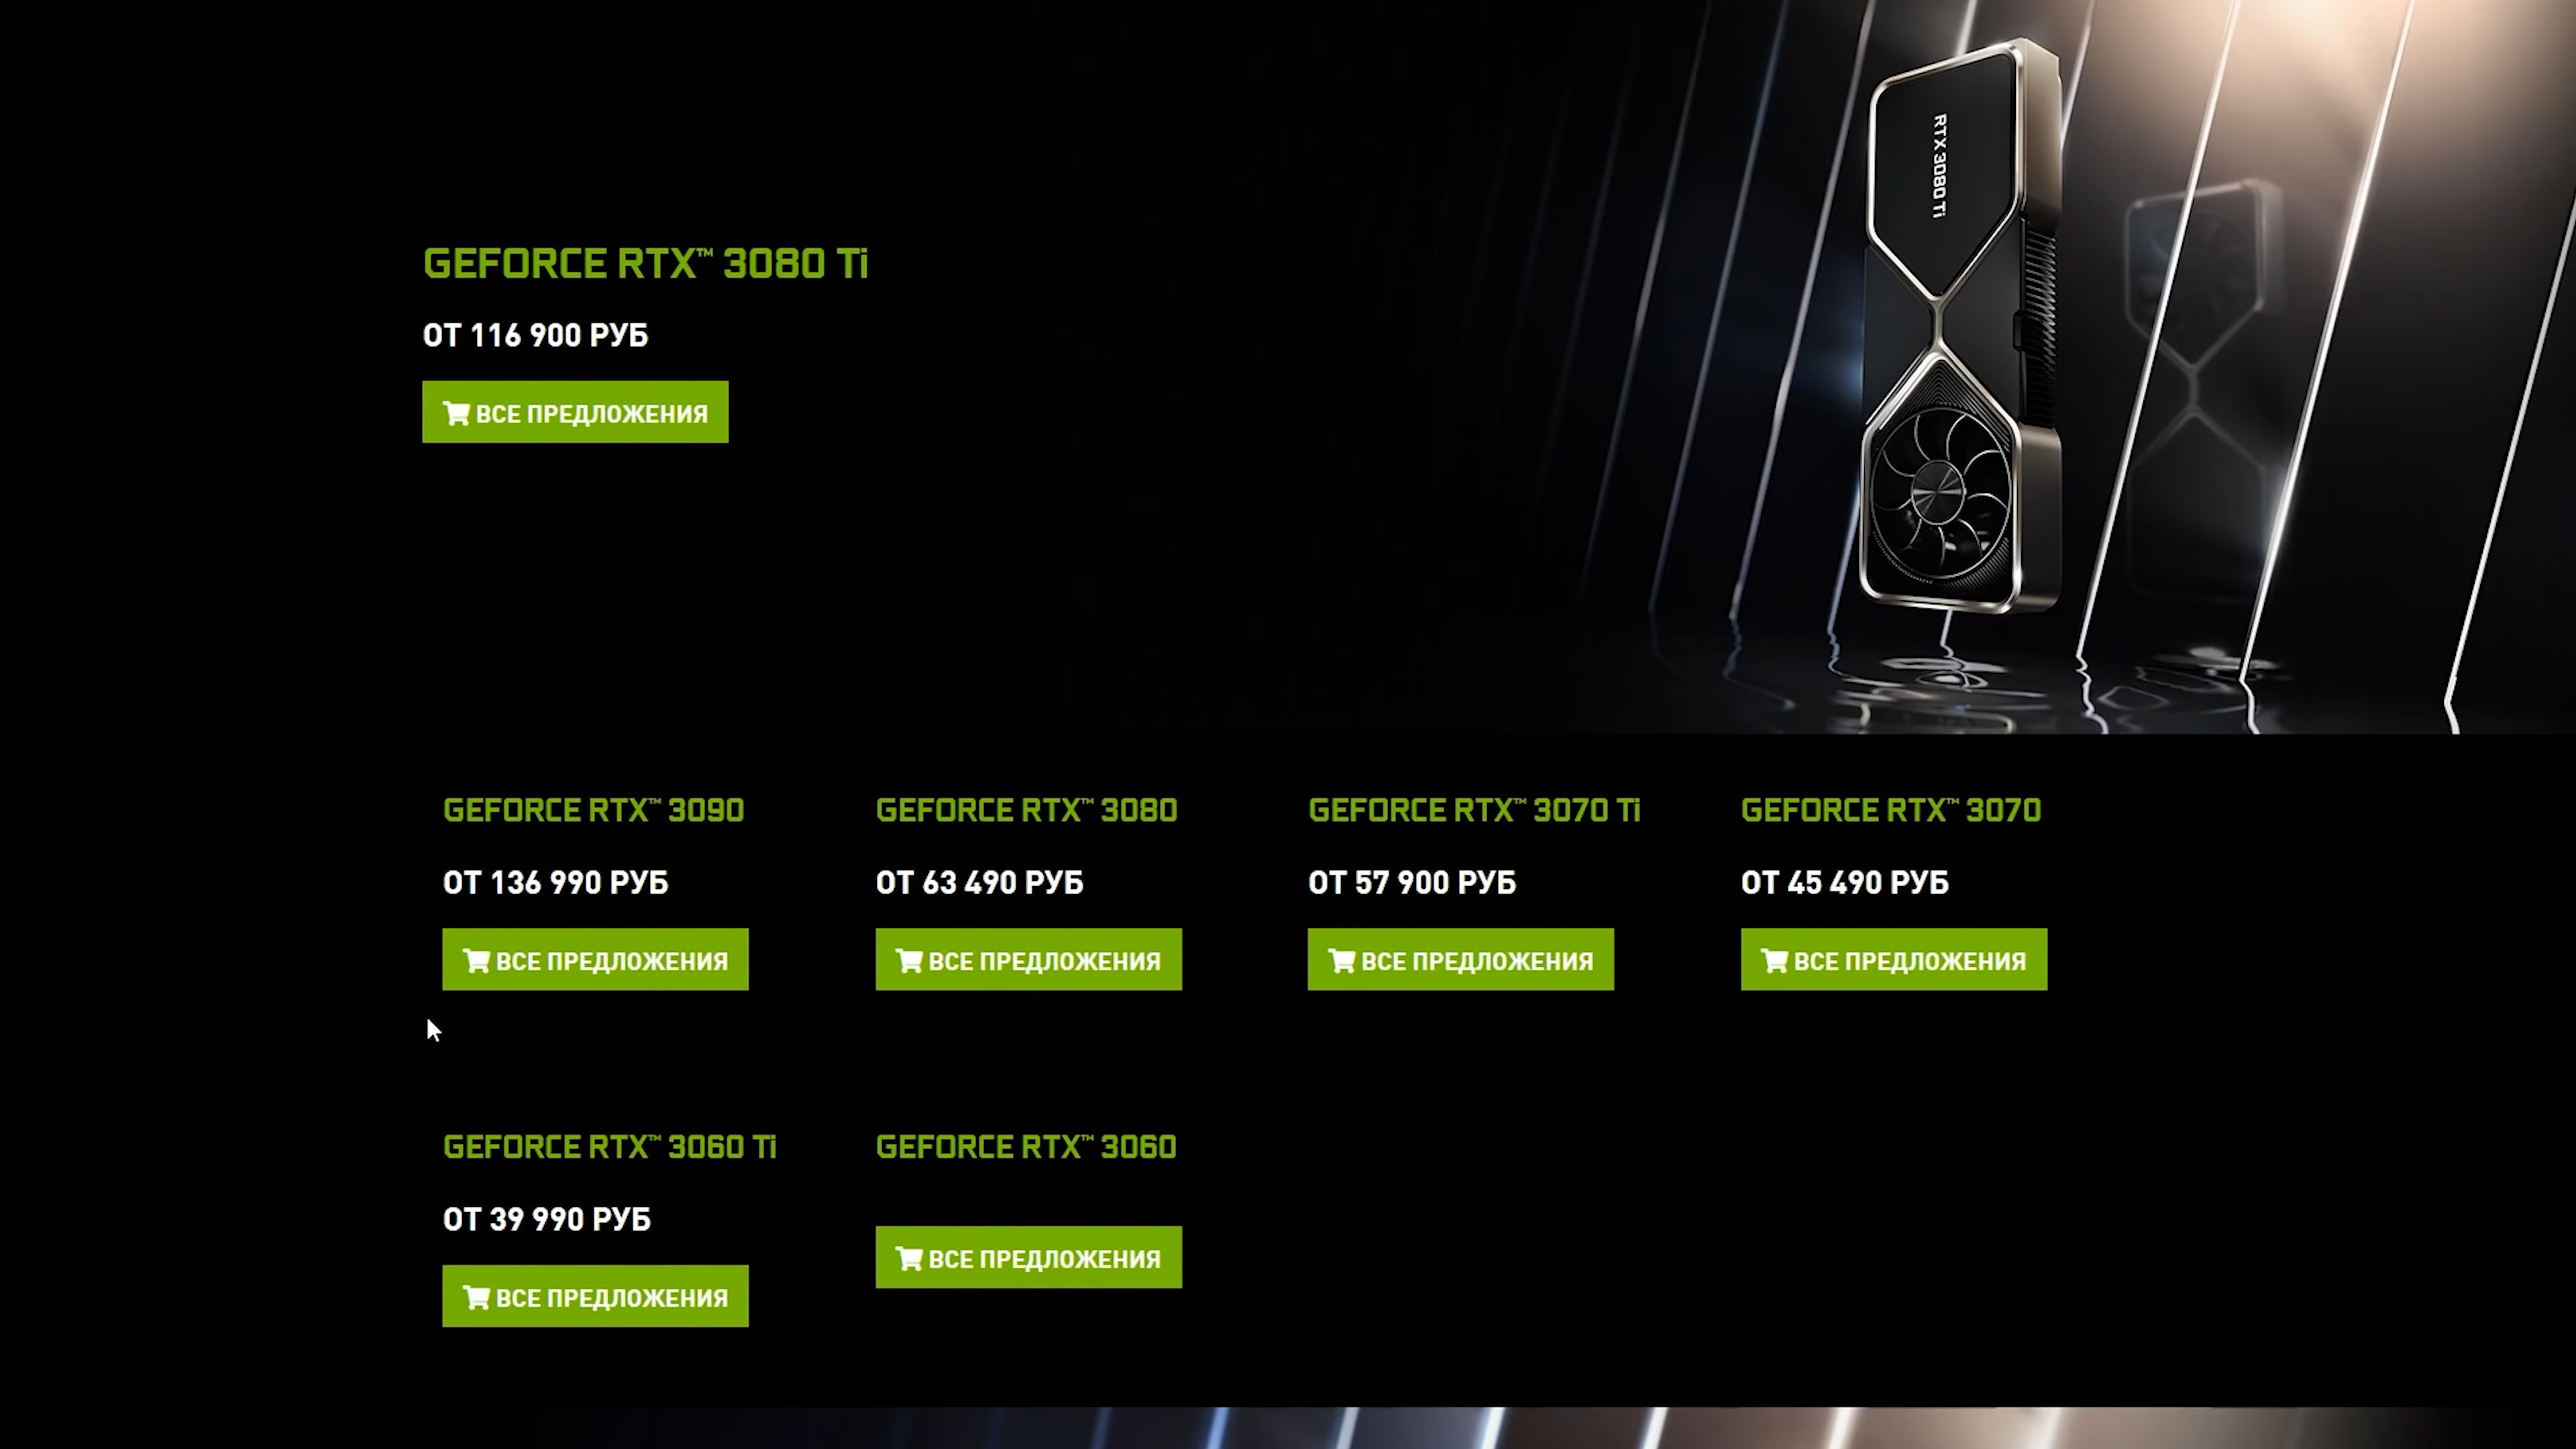 RTX 3080 Ti
GEFORCE RTX™ 3080 Ti
ОТ 116 900 РУБ
ВСЕ ПРЕДЛОЖЕНИЯ
GEFORCE RTX™ 3090
ОТ 136 990 РУБ
ВСЕ ПРЕДЛОЖЕНИЯ
GEFORCE RTX™ 3080
ОТ 63 490 РУБ
ВСЕ ПРЕДЛОЖЕНИЯ
GEFORCE RTX™ 3070 Ti
ОТ 57 900 РУБ
ВСЕ ПРЕДЛОЖЕНИЯ
GEFORCE RTX™ 3070
ОТ 45 490 РУБ
ВСЕ ПРЕДЛОЖЕНИЯ
GEFORCE RTX™ 3060 Ti
ОТ 39 990 РУБ
ВСЕ ПРЕДЛОЖЕНИЯ
GEFORCE RTX™ 3060
ВСЕ ПРЕДЛОЖЕНИЯ